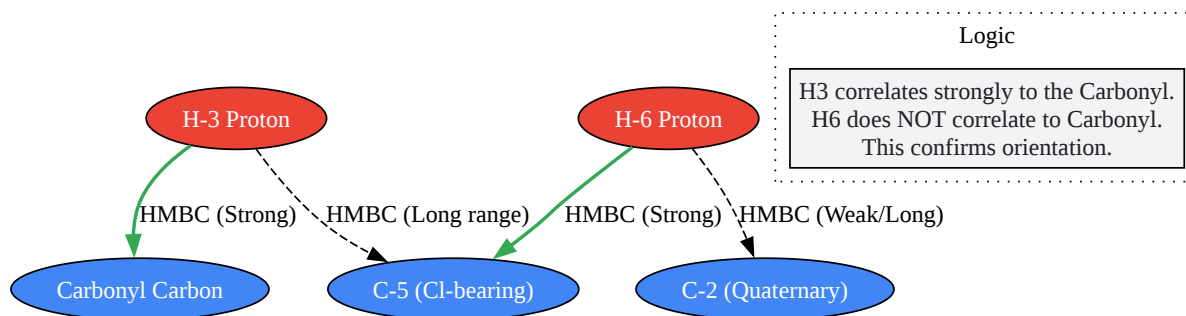 Logic
H3 correlates strongly to the Carbonyl.
H6 does NOT correlate to Carbonyl.
This confirms orientation.
H-3 Proton
H-6 Proton
HMBC (Strong)
HMBC (Long range)
HMBC (Strong)
HMBC (Weak/Long)
Carbonyl Carbon
C-5 (Cl-bearing)
C-2 (Quaternary)